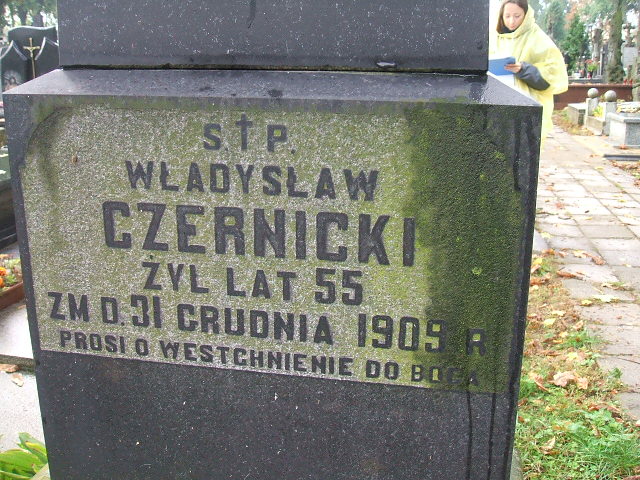 S.†P.
WŁADYSŁAW
CZERNICKI
ŻYŁ LAT 55
ZM D. 31 GRUDNIA 1909 R
PROSI O WESTCHNIENIE DO BOGA